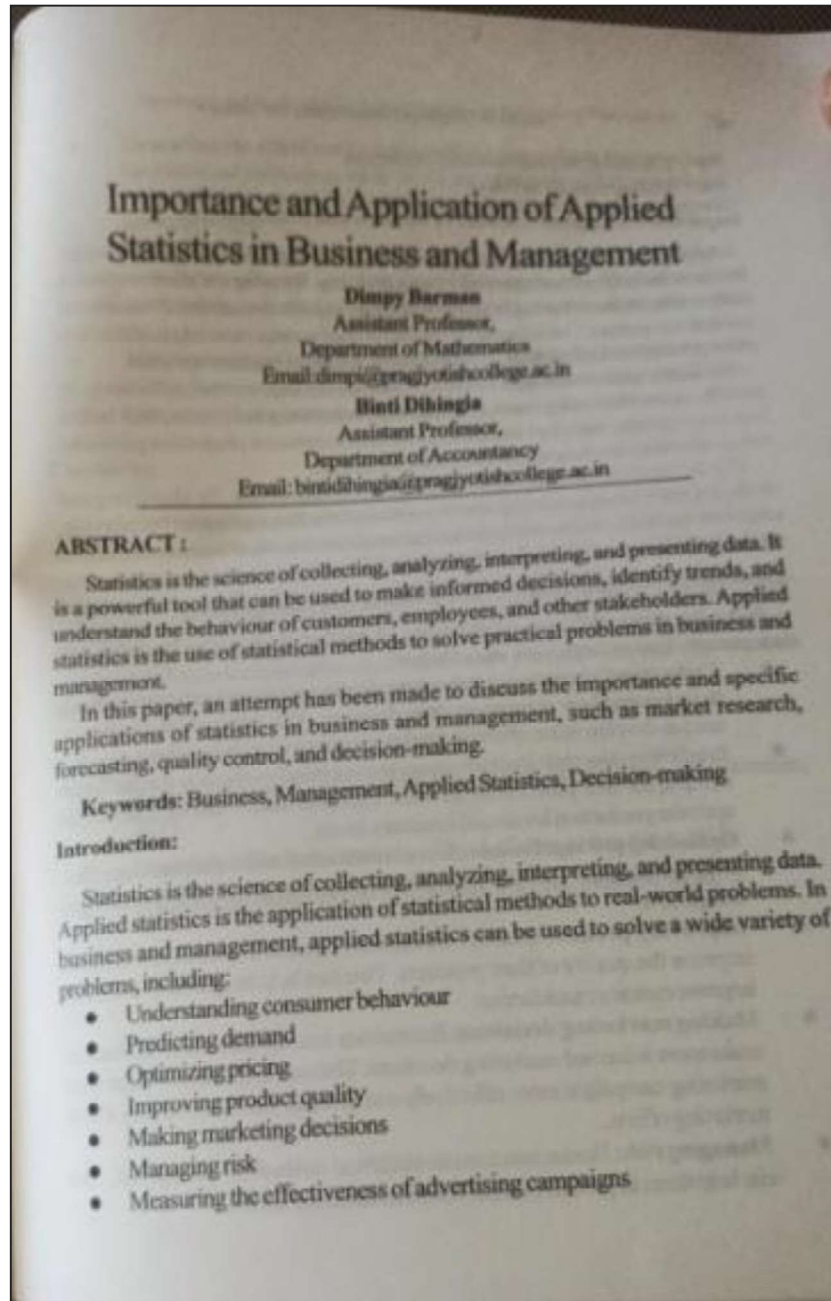 Importance and Application of Applied
Statistics in Business and Management
Dimpy Barman
Assistant Professor,
Department of Mathematics
Email:dimpi@pragjyotishcollege.ac.in
Binti Dihingia
Assistant Professor,
Department of Accountancy
Email: bintidihingia@pragjyotishcollege.ac.in
ABSTRACT :
Statistics is the science of collecting, analyzing, interpreting, and presenting data. It
is a powerful tool that can be used to make informed decisions, identify trends, and
understand the behaviour of customers, employees, and other stakeholders. Applied
statistics is the use of statistical methods to solve practical problems in business and
management.
In this paper, an attempt has been made to discuss the importance and specific
applications of statistics in business and management, such as market research,
forecasting, quality control, and decision-making.
Keywords: Business, Management, Applied Statistics, Decision-making
Introduction:
Statistics is the science of collecting, analyzing, interpreting, and presenting data.
Applied statistics is the application of statistical methods to real-world problems. In
business and management, applied statistics can be used to solve a wide variety of
problems, including:
• Understanding consumer behaviour
• Predicting demand
• Optimizing pricing
• Improving product quality
• Making marketing decisions
• Managing risk
• Measuring the effectiveness of advertising campaigns